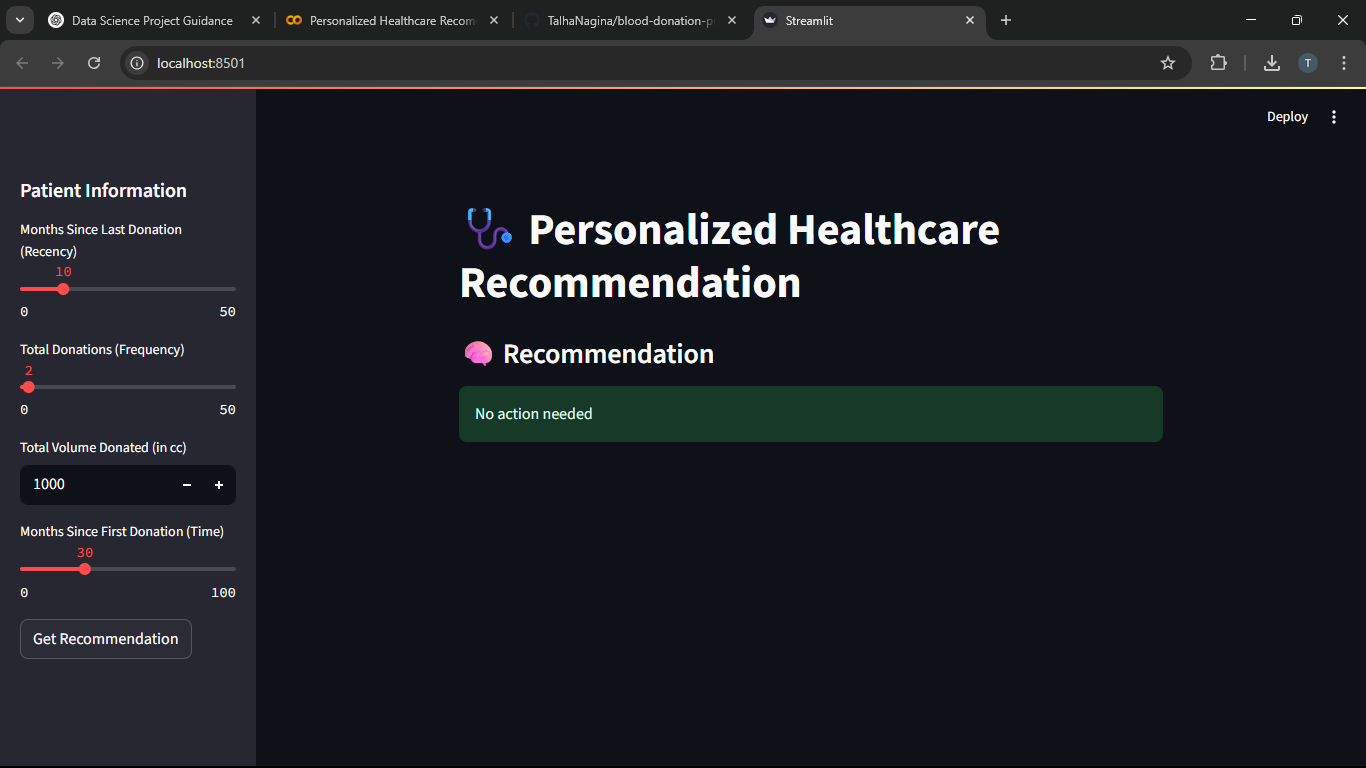 Data Science Project Guidance
Personalized Healthcare Recom
TalhaNagina/blood-donation-p
Streamlit
localhost:8501
T
Deploy
Patient Information
Months Since Last Donation
(Recency)
10
0 50
Total Donations (Frequency)
2
0 50
Total Volume Donated (in cc)
1000
Months Since First Donation (Time)
30
0 100
Get Recommendation
Personalized Healthcare
Recommendation
Recommendation
No action needed